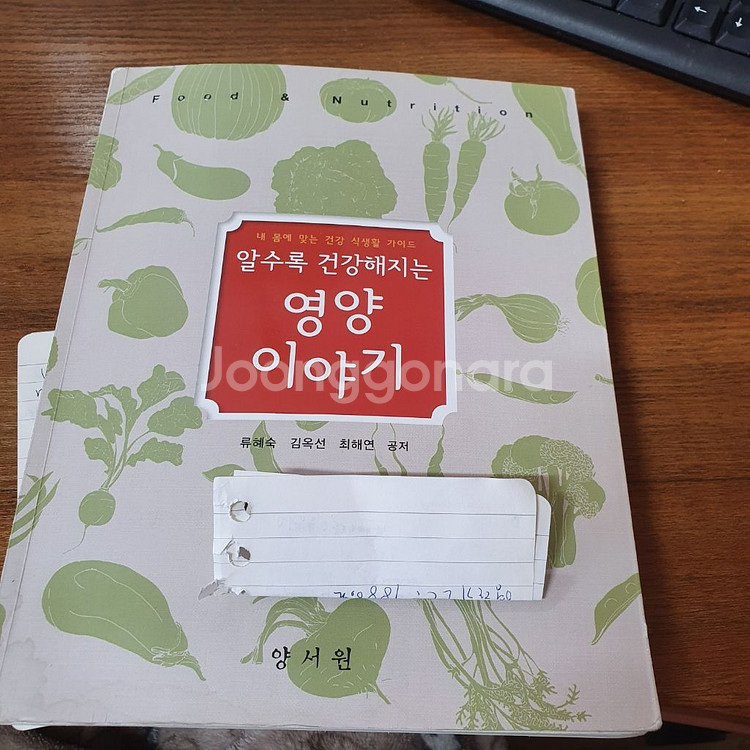 Food & Nutrition
내 몸에 맞는 건강 식생활 가이드
알수록 건강해지는
영양
이야기
Joonggonara
류혜숙 김옥선 최해연 공저
양서원